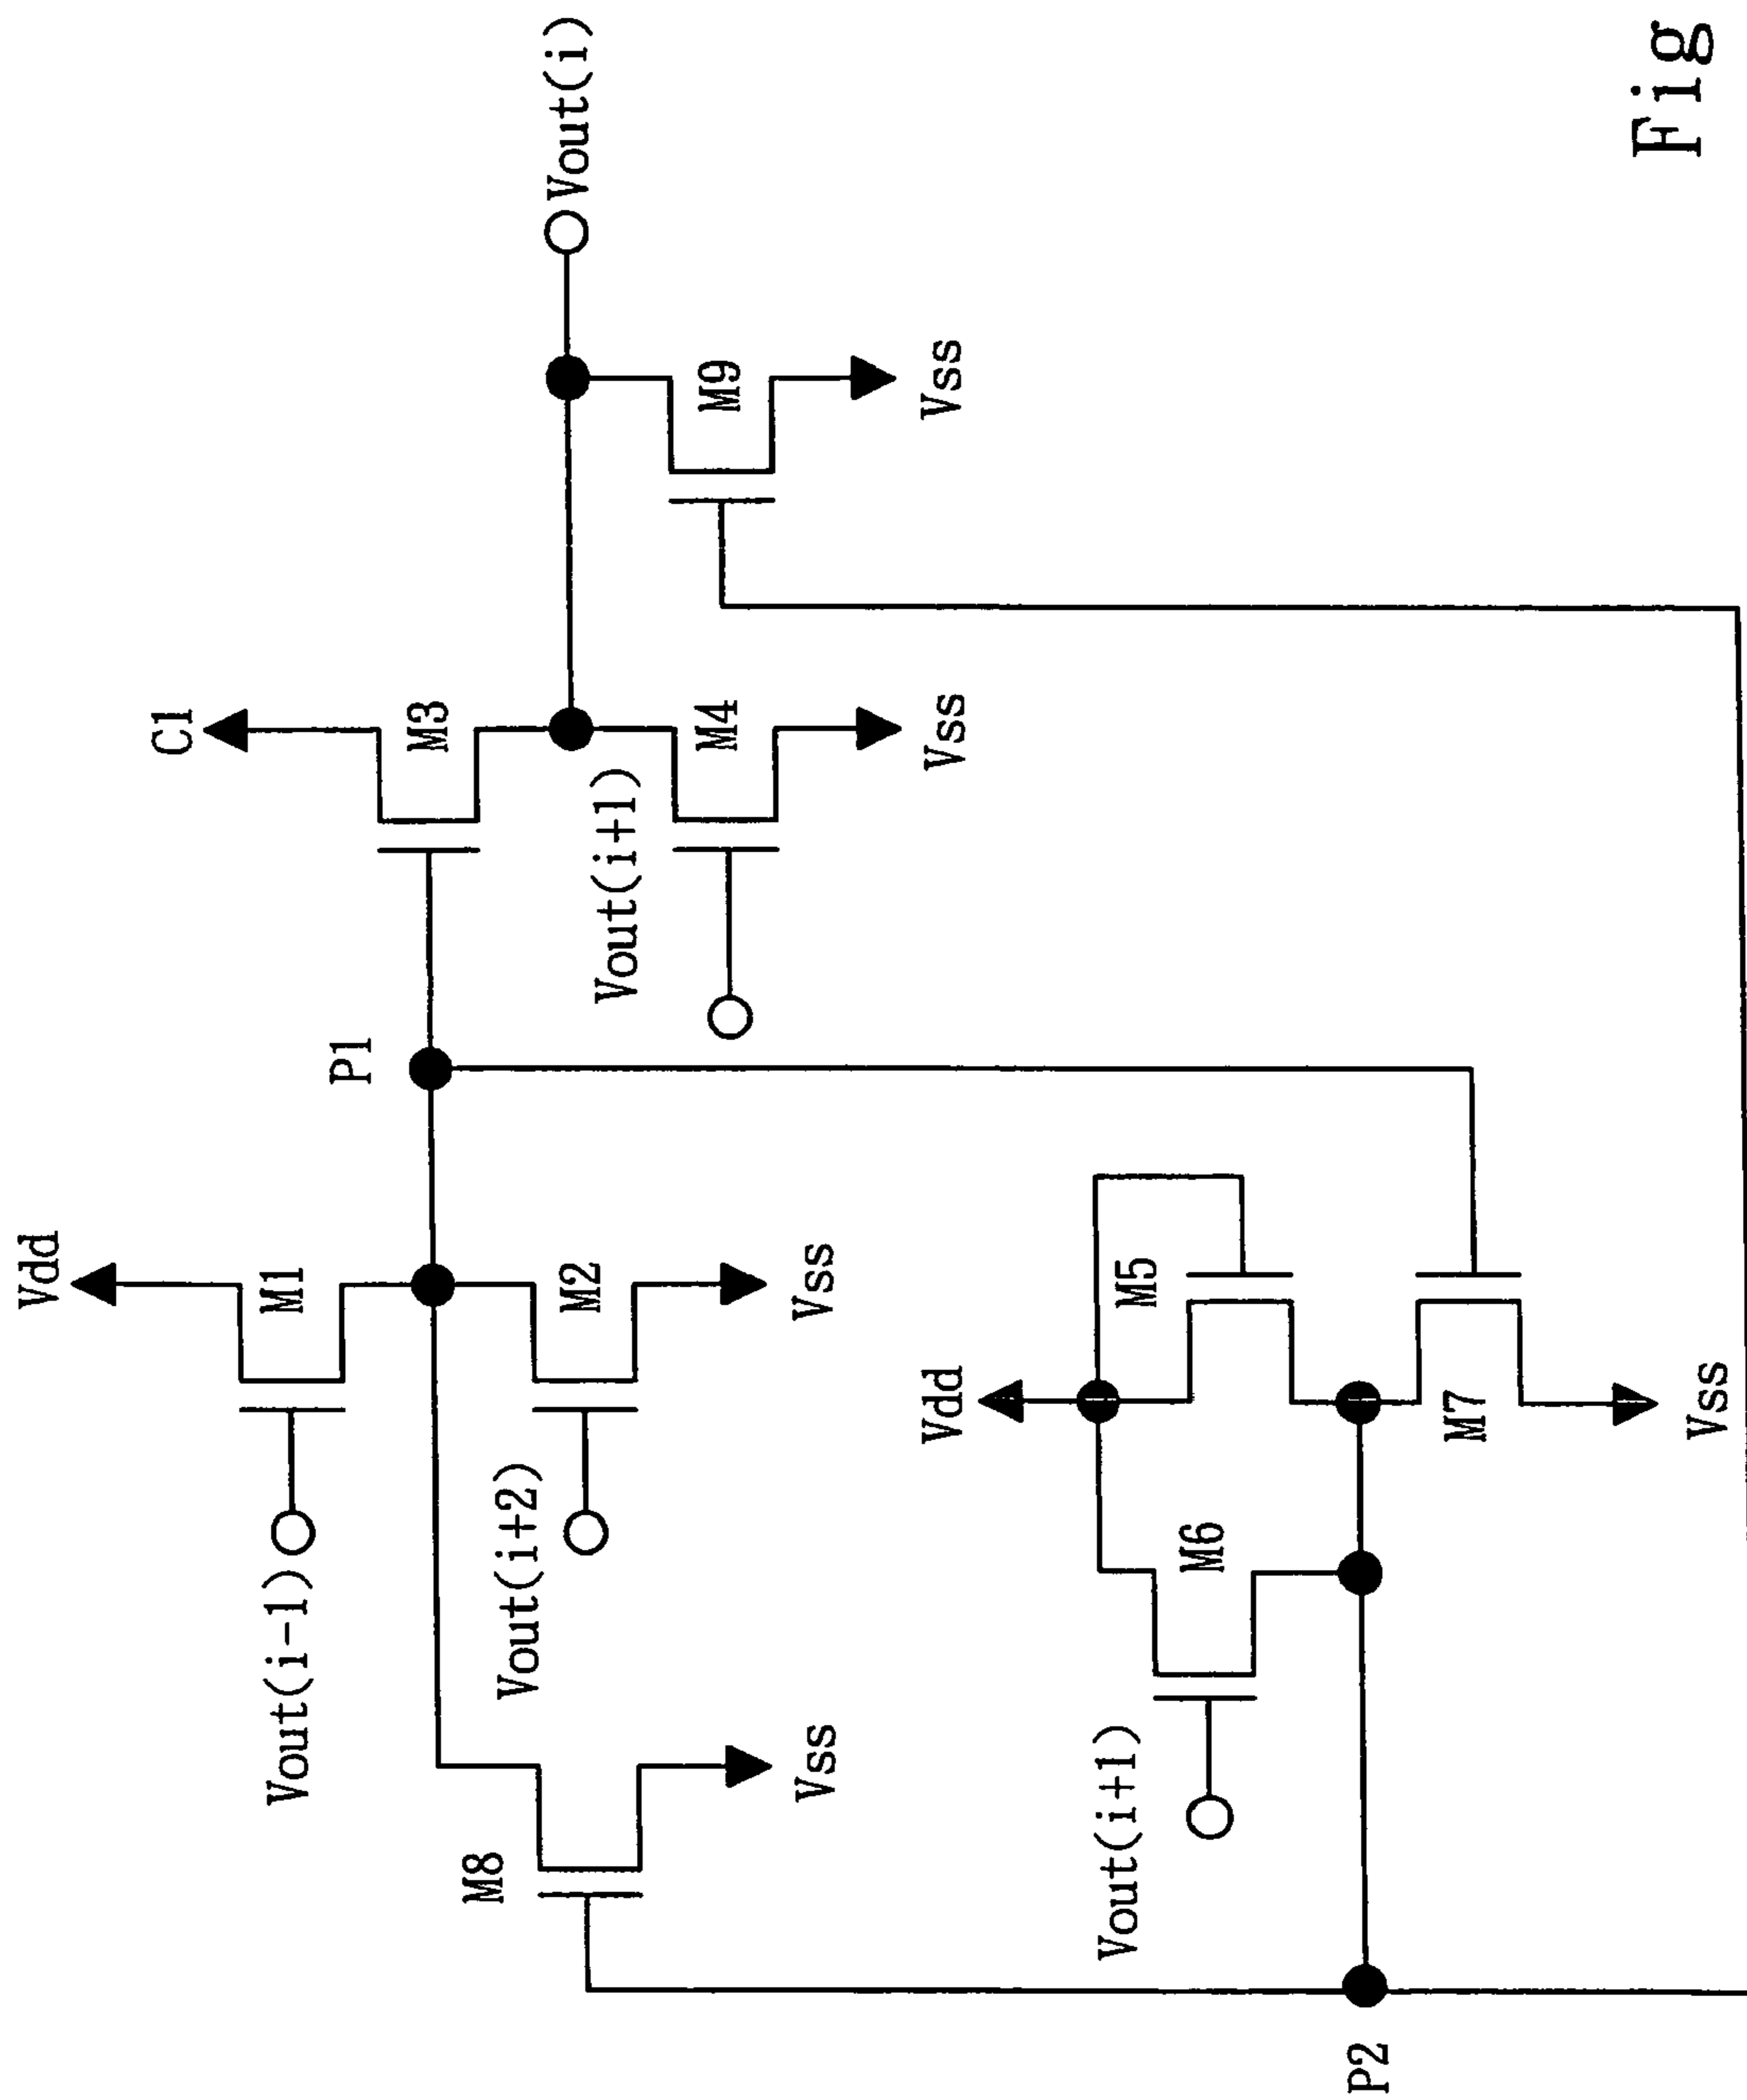 Vdd
C1
Vout(i-1)
M1
P1
M3
Vout(i)
M8
Vout(i+2)
M2
Vout(i+1)
M4
M9
Vss
Vss
Vss
Vss
Vdd
M5
Vout(i+1)
M6
P2
M7
Vss
Fig